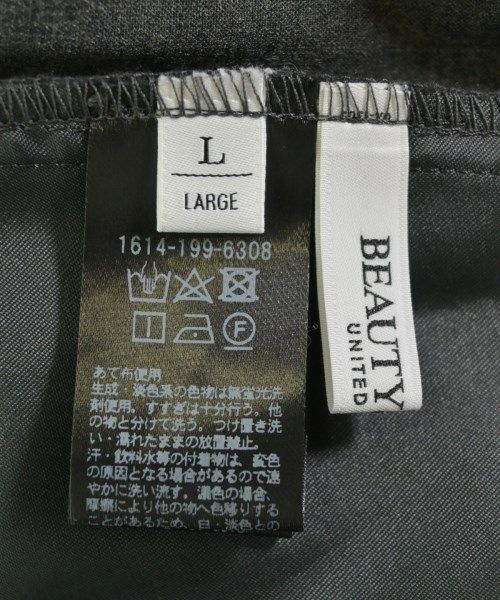 L
LARGE
1614-199-6308
あて布使用
生成・淡色系の色物は無蛍光洗
剤使用。すすぎは十分行う。他
の物と分けて洗う。つけ置き洗
い・濡れたままの放置禁止。
汗・飲料水等の付着物は、変色
の原因となる場合があるので速
やかに洗い流す。濃色の場合、
摩擦により他の物へ色移りする
ことがあるため、白・淡色との
BEAUTY
UNITED